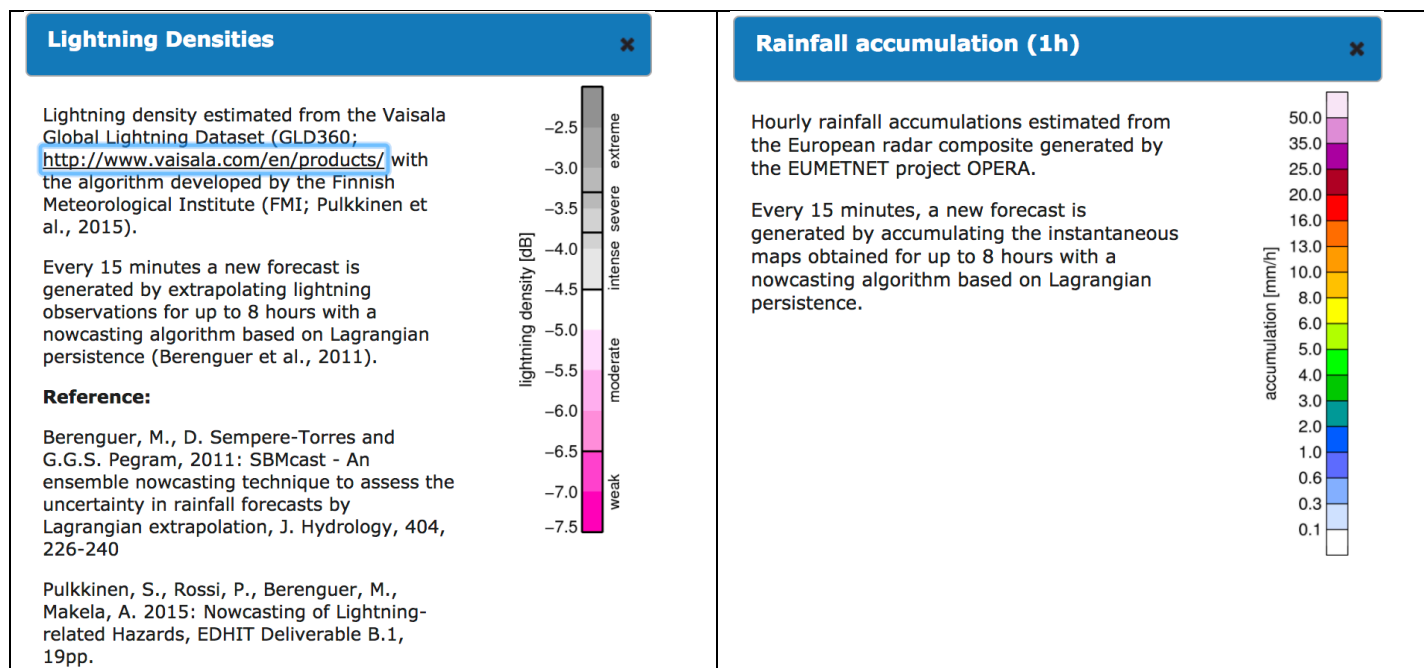 Lightning Densities
✖
Lightning density estimated from the Vaisala
Global Lightning Dataset (GLD360;
http://www.vaisala.com/en/products/ with
the algorithm developed by the Finnish
Meteorological Institute (FMI; Pulkkinen et
al., 2015).
Every 15 minutes a new forecast is
generated by extrapolating lightning
observations for up to 8 hours with a
nowcasting algorithm based on Lagrangian
persistence (Berenguer et al., 2011).
Reference:
Berenguer, M., D. Sempere-Torres and
G.G.S. Pegram, 2011: SBMcast - An
ensemble nowcasting technique to assess the
uncertainty in rainfall forecasts by
Lagrangian extrapolation, J. Hydrology, 404,
226-240
Pulkkinen, S., Rossi, P., Berenguer, M.,
Makela, A. 2015: Nowcasting of Lightning-
related Hazards, EDHIT Deliverable B.1,
19pp.
lightning density [dB]
−2.5
−3.0
−3.5
−4.0
−4.5
−5.0
−5.5
−6.0
−6.5
−7.0
−7.5
extreme
severe
intense
moderate
weak
Rainfall accumulation (1h)
✖
Hourly rainfall accumulations estimated from
the European radar composite generated by
the EUMETNET project OPERA.
Every 15 minutes, a new forecast is
generated by accumulating the instantaneous
maps obtained for up to 8 hours with a
nowcasting algorithm based on Lagrangian
persistence.
accumulation [mm/h]
50.0
35.0
25.0
20.0
16.0
13.0
10.0
8.0
6.0
5.0
4.0
3.0
2.0
1.0
0.6
0.3
0.1